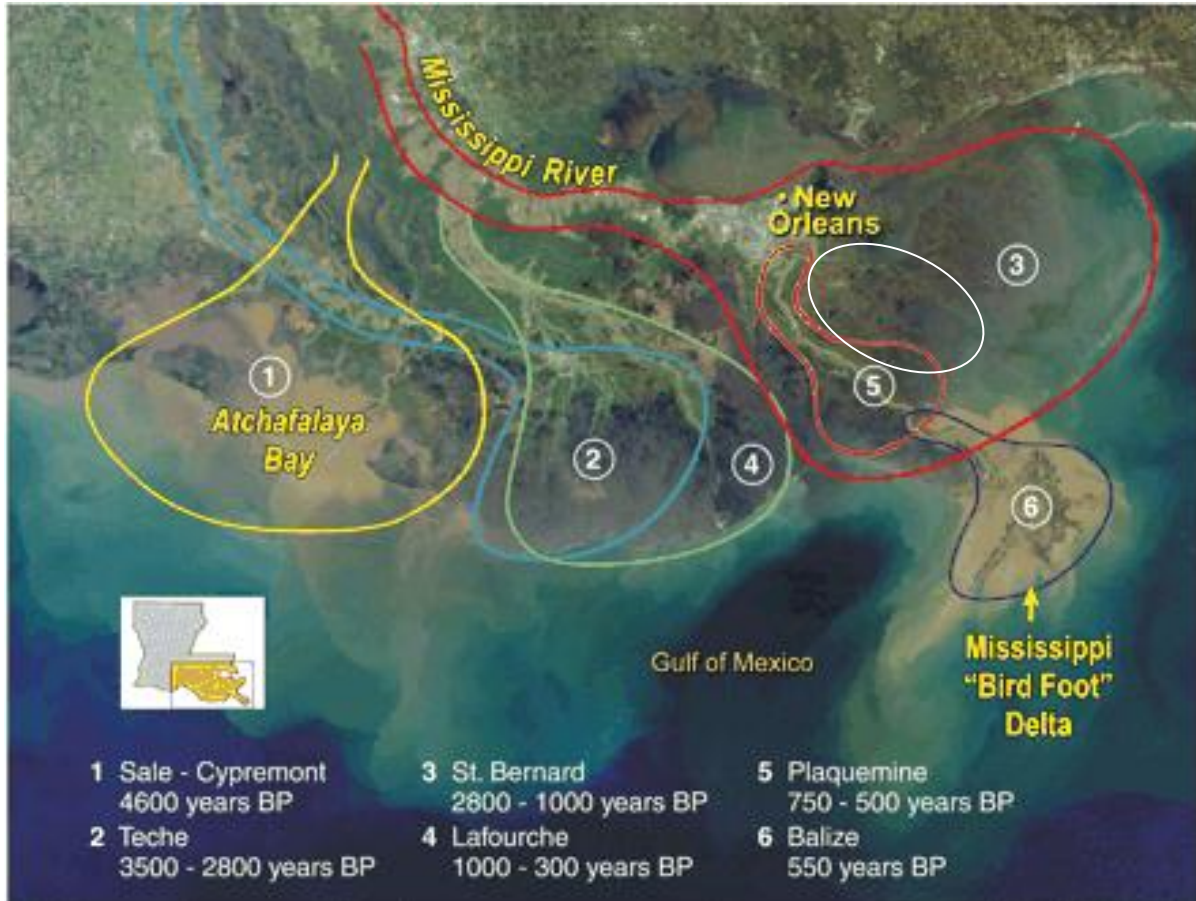 Mississippi River
New
Orleans
3
1
Atchafalaya
Bay
5
2
4
6
Gulf of Mexico
Mississippi
“Bird Foot”
Delta
1 Sale - Cypremont
4600 years BP
2 Teche
3500 - 2800 years BP
3 St. Bernard
2800 - 1000 years BP
4 Lafourche
1000 - 300 years BP
5 Plaquemine
750 - 500 years BP
6 Balize
550 years BP